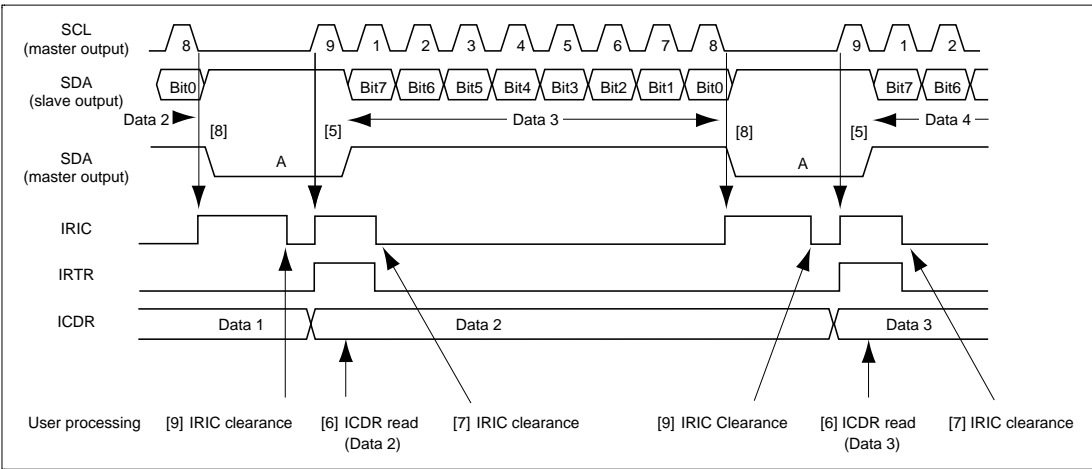 SCL
(master output)
8 9 1 2 3 4 5 6 7 8 9 1 2
SDA
(slave output)
Bit0 Bit7 Bit6 Bit5 Bit4 Bit3 Bit2 Bit1 Bit0 Bit7 Bit6
Data 2 [8] [5] Data 3 [8] [5] Data 4
SDA
(master output)
A A
IRIC
IRTR
ICDR
Data 1 Data 2 Data 3
User processing [9] IRIC clearance [6] ICDR read [7] IRIC clearance [9] IRIC Clearance [6] ICDR read [7] IRIC clearance
(Data 2) (Data 3)